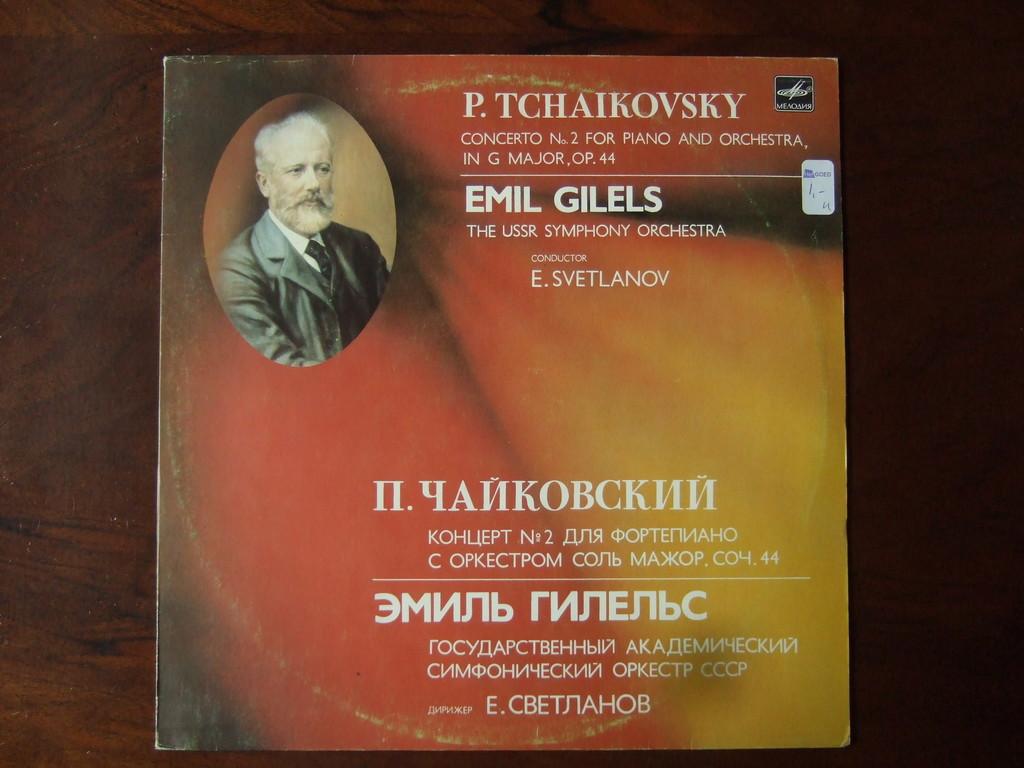 P. TCHAIKOVSKY
МЕЛОДИЯ
CONCERTO No. 2 FOR PIANO AND ORCHESTRA,
IN G MAJOR, OP. 44
EMIL GILELS
GOED
1,-
THE USSR SYMPHONY ORCHESTRA
CONDUCTOR
E. SVETLANOV
П. ЧАЙКОВСКИЙ
КОНЦЕРТ №2 ДЛЯ ФОРТЕПИАНО
С ОРКЕСТРОМ СОЛЬ МАЖОР, СОЧ. 44
ЭМИЛЬ ГИЛЕЛЬС
ГОСУДАРСТВЕННЫЙ АКАДЕМИЧЕСКИЙ
СИМФОНИЧЕСКИЙ ОРКЕСТР СССР
ДИРИЖЕР Е. СВЕТЛАНОВ